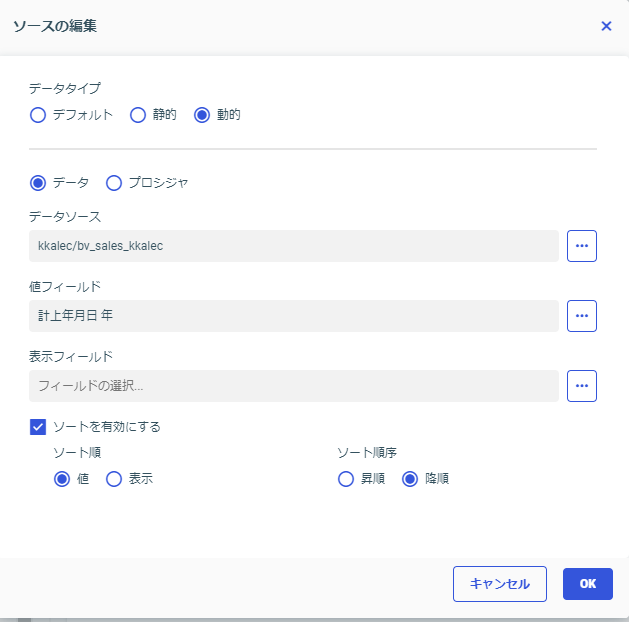 ソースの編集
データタイプ
デフォルト 静的 動的
データ プロシジャ
データソース
kkalec/bv_sales_kkalec
値フィールド
計上年月日 年
表示フィールド
フィールドの選択...
ソートを有効にする
ソート順 ソート順序
値 表示 昇順 降順
キャンセル OK